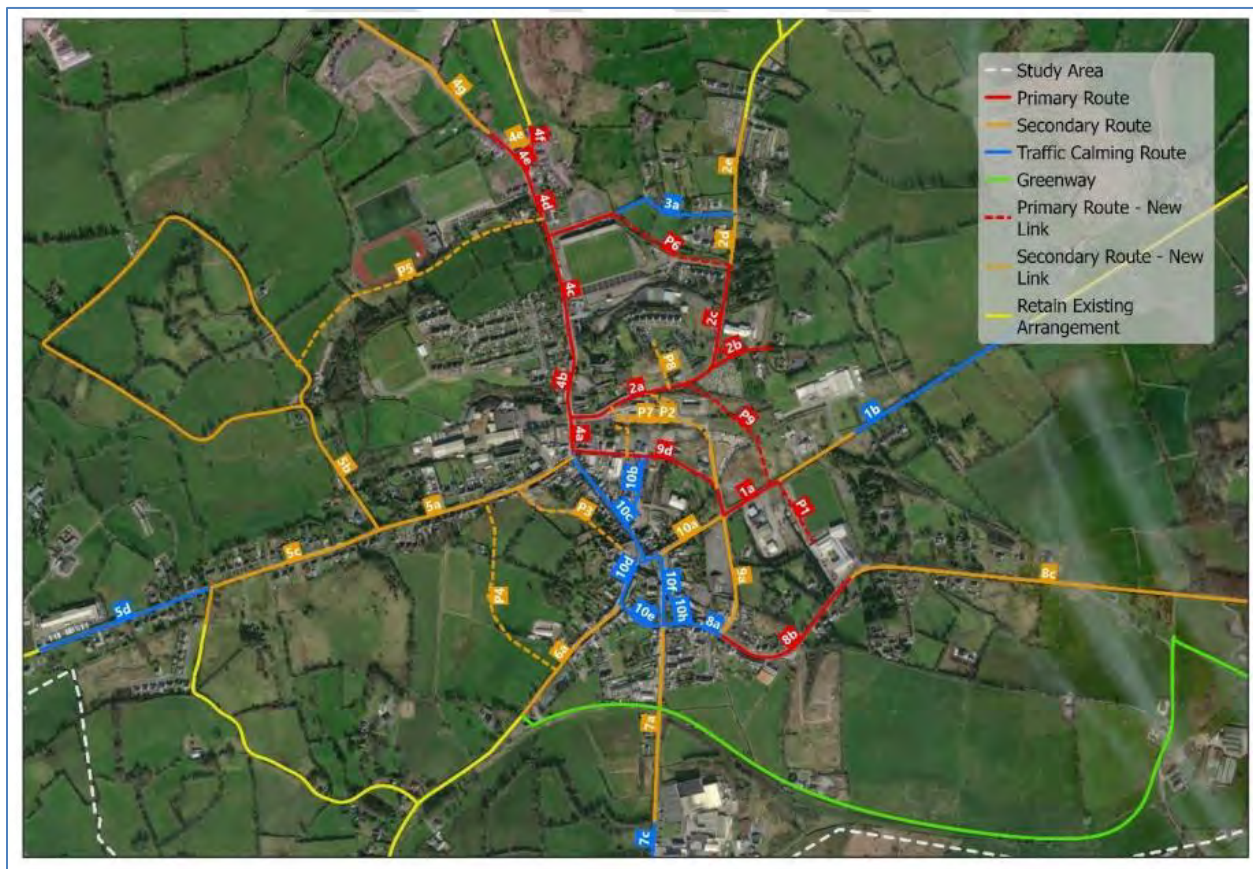 Study Area
Primary Route
Secondary Route
Traffic Calming Route
Greenway
Primary Route - New
Link
Secondary Route - New
Link
Retain Existing
Arrangement
4g
4e
4f
4e
4d
2e
3a
2d
P6
P5
4c
2c
2b
P8
4b
2a
P7
P2
P9
1b
4a
9d
10b
5b
5a
1a
10c
P3
10a
P1
5c
10d
10f
9a
8c
P4
5d
10e
10h
8a
8b
6a
7a
7c